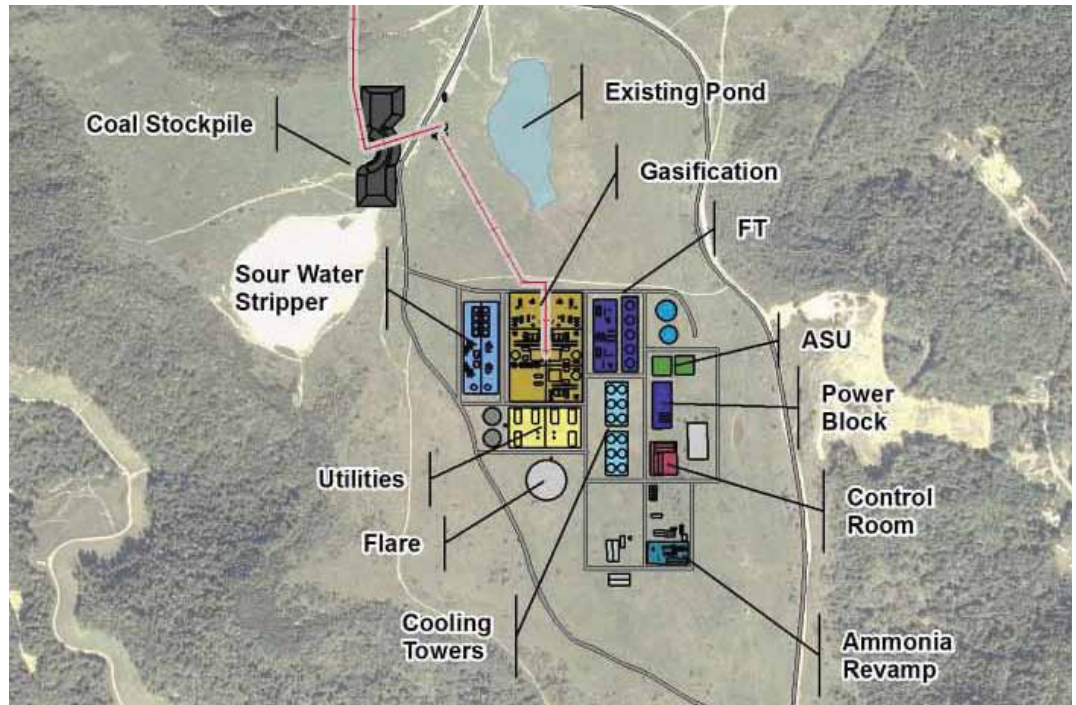 Existing Pond
Coal Stockpile
Gasification
FT
Sour Water
Stripper
ASU
Power
Block
Utilities
Control
Room
Flare
Cooling
Towers
Ammonia
Revamp